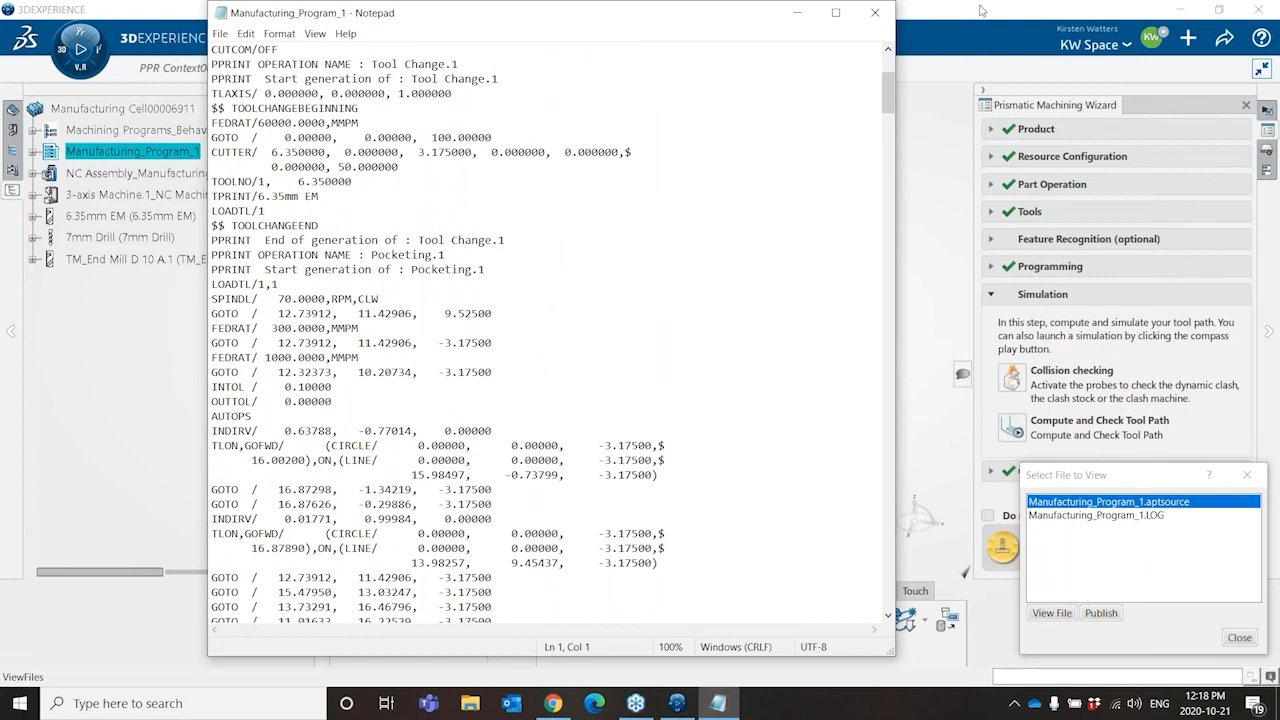 3DEXPERIENCE
Manufacturing_Program_1 - Notepad
3DEXPERIENC
3D
V.R
PPR Context00
Kirsten Watters
KW Space
KW
File Edit Format View Help
CUTCOM/OFF
PPRINT OPERATION NAME : Tool Change.1
PPRINT  Start generation of : Tool Change.1
TLAXIS/ 0.000000, 0.000000, 1.000000
$$ TOOLCHANGEBEGINNING
FEDRAT/60000.0000,MMPM
GOTO  /    0.00000,    0.00000,   100.00000
CUTTER/  6.350000,  0.000000,  3.175000,  0.000000,  0.000000,$
0.000000, 50.000000
TOOLNO/1,    6.350000
TPRINT/6.35mm EM
LOADTL/1
$$ TOOLCHANGEEND
PPRINT  End of generation of : Tool Change.1
PPRINT OPERATION NAME : Pocketing.1
PPRINT  Start generation of : Pocketing.1
LOADTL/1,1
SPINDL/   70.0000,RPM,CLW
GOTO  /   12.73912,   11.42906,    9.52500
FEDRAT/  300.0000,MMPM
GOTO  /   12.73912,   11.42906,   -3.17500
FEDRAT/ 1000.0000,MMPM
GOTO  /   12.32373,   10.20734,   -3.17500
INTOL /    0.10000
OUTTOL/    0.00000
AUTOPS
INDIRV/    0.63788,   -0.77014,    0.00000
TLON,GOFWD/      (CIRCLE/      0.00000,       0.00000,      -3.17500,$
16.00200),ON,(LINE/      0.00000,       0.00000,      -3.17500,$
15.98497,      -0.73799,      -3.17500)
GOTO  /   16.87298,   -1.34219,   -3.17500
GOTO  /   16.87626,   -0.29886,   -3.17500
INDIRV/    0.01771,    0.99984,    0.00000
TLON,GOFWD/      (CIRCLE/      0.00000,       0.00000,      -3.17500,$
16.87890),ON,(LINE/      0.00000,       0.00000,      -3.17500,$
13.98257,       9.45437,      -3.17500)
GOTO  /   12.73912,   11.42906,   -3.17500
GOTO  /   15.47950,   13.03247,   -3.17500
GOTO  /   13.73291,   16.46796,   -3.17500
GOTO  /   11.01633,   16.22529,   -3.17500
Ln 1, Col 1 100% Windows (CRLF) UTF-8
Manufacturing Cell00006911
Machining Programs_Behav
Manufacturing_Program_1
NC Assembly_Manufacturing
3-axis Machine.1_NC Machin
6.35mm EM (6.35mm EM)
7mm Drill (7mm Drill)
TM_End Mill D 10 A.1 (TM_E
Prismatic Machining Wizard
Product
Resource Configuration
Part Operation
Tools
Feature Recognition (optional)
Programming
Simulation
In this step, compute and simulate your tool path. You
can also launch a simulation by clicking the compass
play button.
Collision checking
Activate the probes to check the dynamic clash,
the clash stock or the clash machine.
Compute and Check Tool Path
Compute and Check Tool Path
Do
Select File to View
Manufacturing_Program_1.aptsource
Manufacturing_Program_1.LOG
View File Publish
Close
Touch
ViewFiles
Type here to search
ENG
12:18 PM
2020-10-21
19